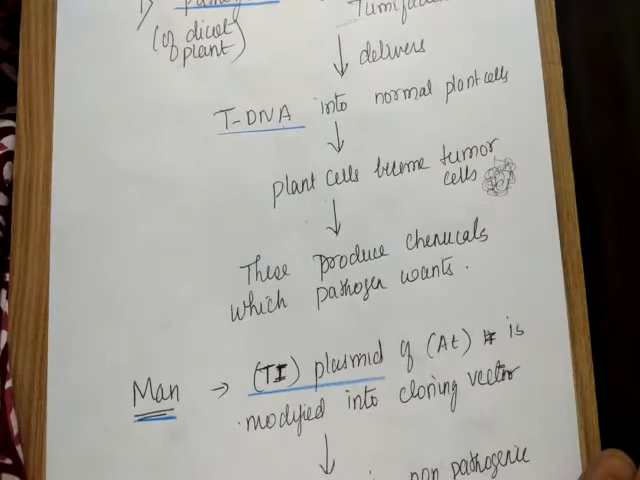 1)
(of dicot
plant)
delivers
T-DNA into normal plant cells
plant cells become tumor
cells
These produce chemicals
which pathogen wants.
Man → (TI) plasmid of (At) is
modified into cloning vector
non pathogenic